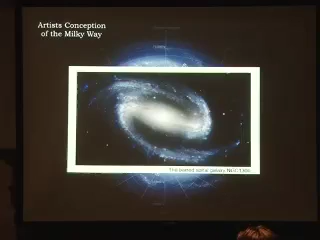 Artists Conception
of the Milky Way
The barred spiral galaxy NGC 1300